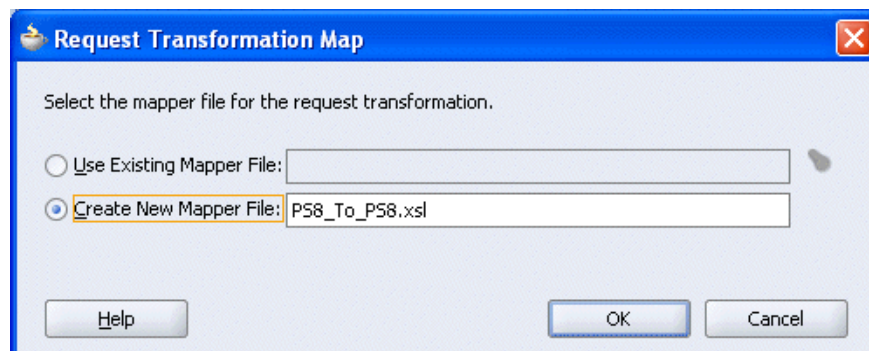 Request Transformation Map
Select the mapper file for the request transformation.
Use Existing Mapper File:
Create New Mapper File: PS8_To_PS8.xsl
Help OK Cancel